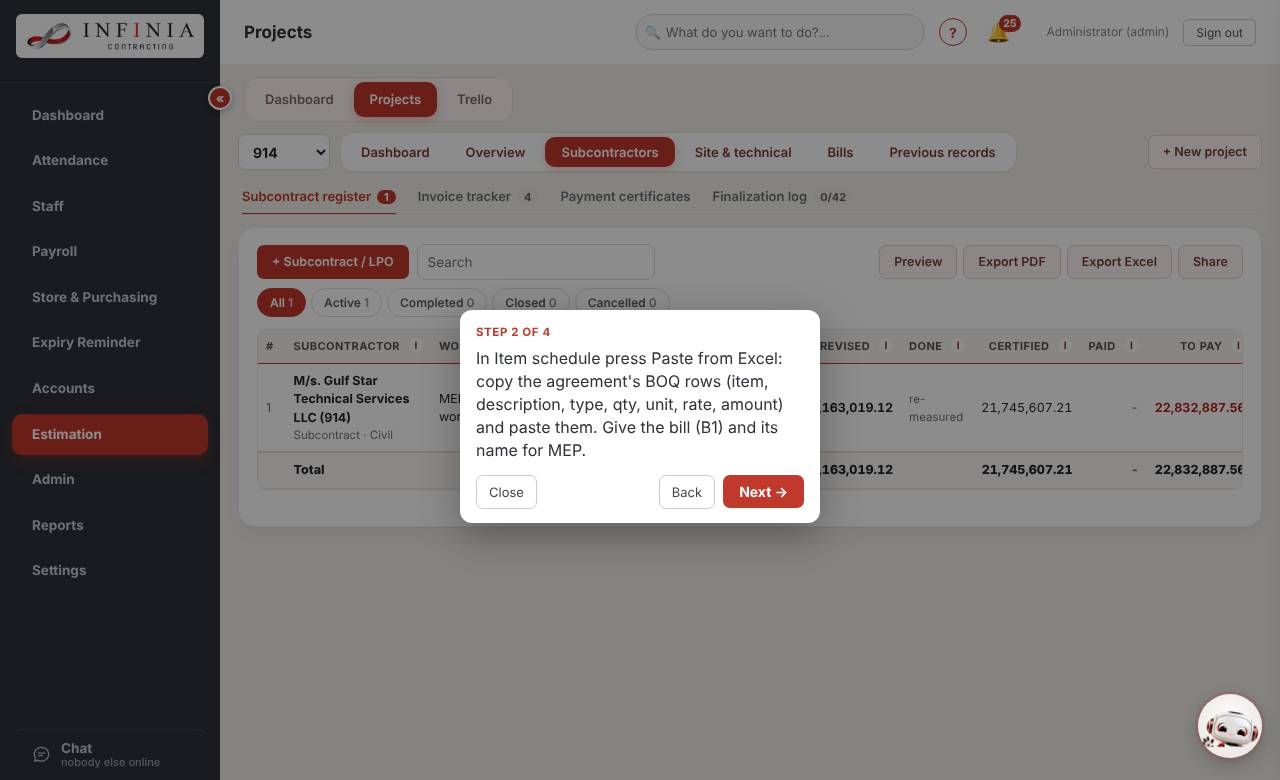 INFINIA
CONTRACTING
Projects
What do you want to do?...
?
25
Administrator (admin)
Sign out
«
Dashboard
Attendance
Staff
Payroll
Store & Purchasing
Expiry Reminder
Accounts
Estimation
Admin
Reports
Settings
Chat
nobody else online
Dashboard Projects Trello
914
Dashboard Overview Subcontractors Site & technical Bills Previous records
+ New project
Subcontract register 1 Invoice tracker 4 Payment certificates Finalization log 0/42
+ Subcontract / LPO
Search
Preview Export PDF Export Excel Share
All 1 Active 1 Completed 0 Closed 0 Cancelled 0
# SUBCONTRACTOR REVISED DONE CERTIFIED PAID TO PAY
1
M/s. Gulf Star
Technical Services
LLC (914)
Subcontract · Civil
163,019.12
re-
measured
21,745,607.21
-
22,832,887.56
Total 163,019.12 21,745,607.21 - 22,832,887.56
STEP 2 OF 4
In Item schedule press Paste from Excel:
copy the agreement's BOQ rows (item,
description, type, qty, unit, rate, amount)
and paste them. Give the bill (B1) and its
name for MEP.
Close Back Next →